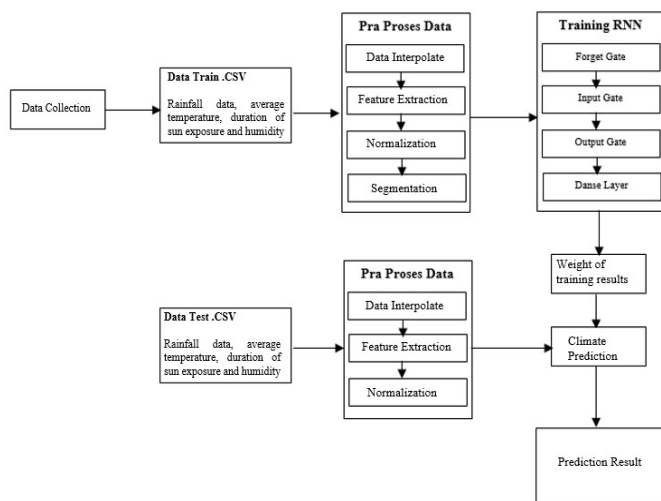 Data Collection
Data Train .CSV
Rainfall data, average
temperature, duration of
sun exposure and humidity
Pra Proses Data
Data Interpolate
Feature Extraction
Normalization
Segmentation
Training RNN
Forget Gate
Input Gate
Output Gate
Danse Layer
Weight of
training results
Data Test .CSV
Rainfall data, average
temperature, duration of
sun exposure and humidity
Pra Proses Data
Data Interpolate
Feature Extraction
Normalization
Climate
Prediction
Prediction Result